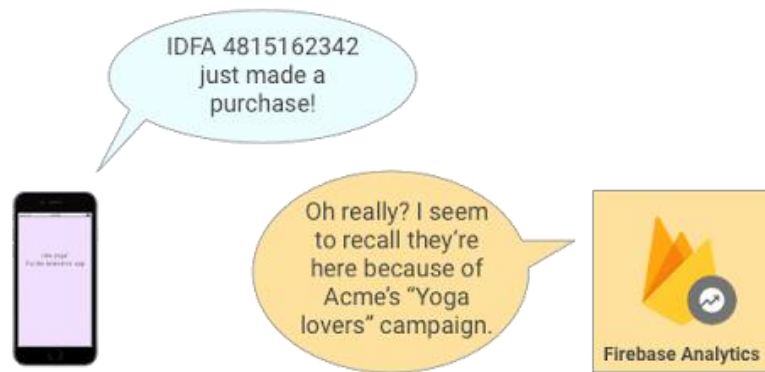 IDFA 4815162342
just made a
purchase!
Oh really? I seem
to recall they're
here because of
Acme's “Yoga
lovers” campaign.
Firebase Analytics